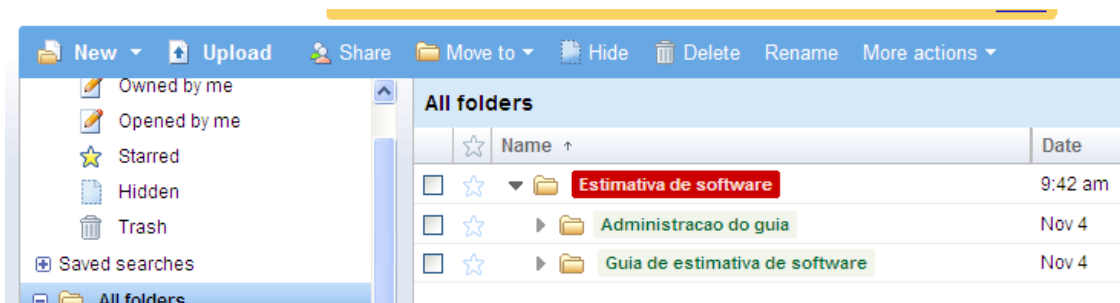 New Upload Share Move to Hide Delete Rename More actions
Owned by me
Opened by me
Starred
Hidden
Trash
Saved searches
All folders
All folders
Name Date
Estimativa de software 9:42 am
Administracao do guia Nov 4
Guia de estimativa de software Nov 4